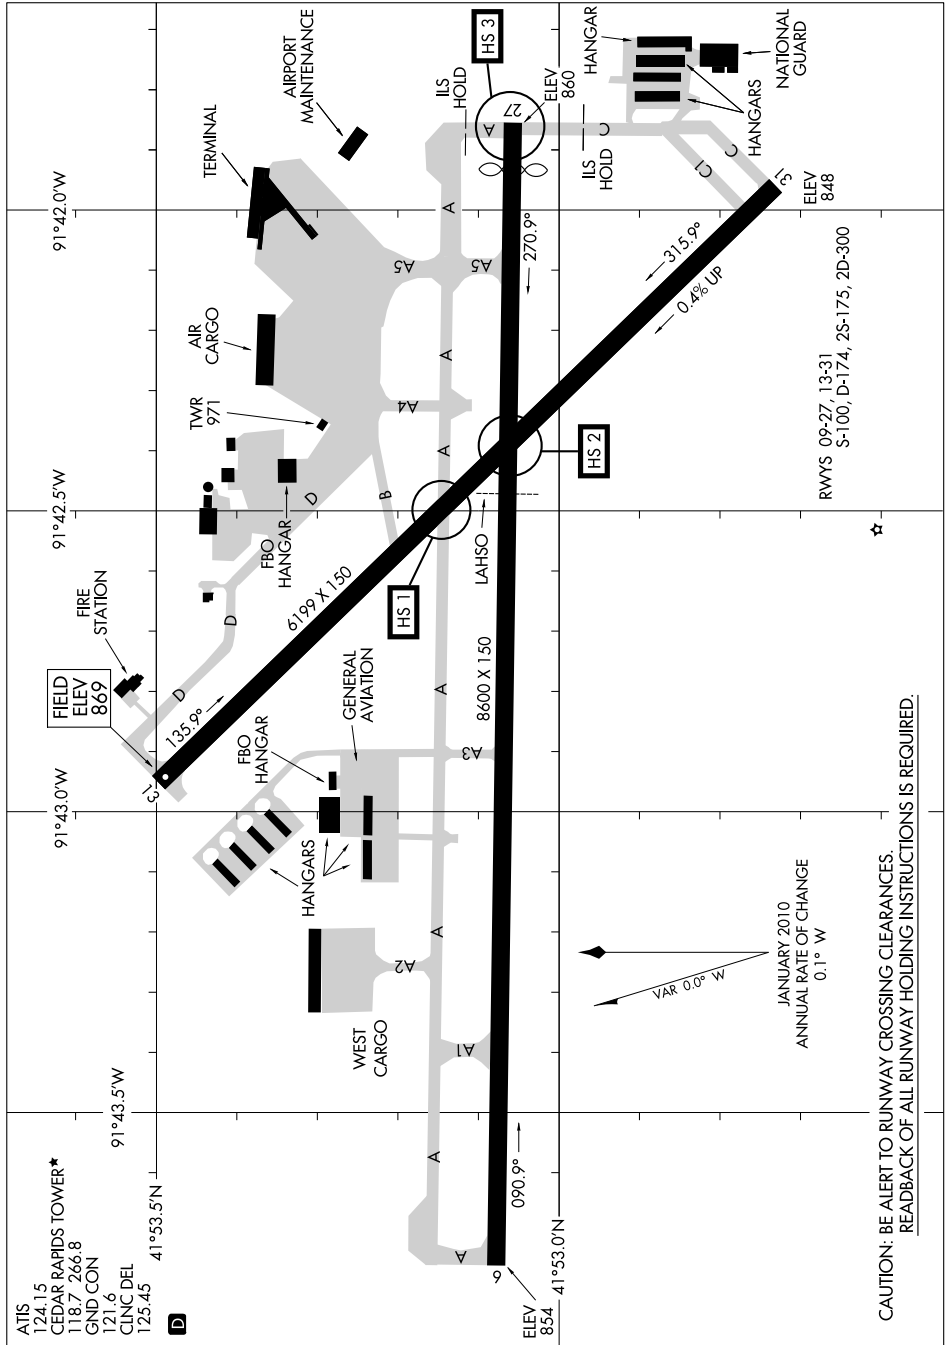 ATIS
124.15
CEDAR RAPIDS TOWER★
118.7 266.8
GND CON
121.6
CLNC DEL
125.45
D
41°53.5'N
91°43.5'W
91°43.0'W
91°42.5'W
91°42.0'W
FIELD
ELEV
869
FIRE
STATION
13
135.9°
D
D
D
6199 X 150
FBO
HANGAR
TWR
971
AIR
CARGO
TERMINAL
AIRPORT
MAINTENANCE
HANGARS
FBO
HANGAR
GENERAL
AVIATION
WEST
CARGO
HS 1
B
A4
A5
A5
A3
A2
A1
A
A
A
A
A
A
A
A
A
ILS
HOLD
HS 3
27
ELEV
860
270.9°
LAHSO
HS 2
8600 X 150
9
090.9°
ELEV
854
41°53.0'N
ILS
HOLD
C
C
C1
HANGAR
NATIONAL
GUARD
HANGARS
31
ELEV
848
315.9°
0.4% UP
RWYS 09-27, 13-31
S-100, D-174, 2S-175, 2D-300
VAR 0.0° W
JANUARY 2010
ANNUAL RATE OF CHANGE
0.1° W
CAUTION: BE ALERT TO RUNWAY CROSSING CLEARANCES.
READBACK OF ALL RUNWAY HOLDING INSTRUCTIONS IS REQUIRED.